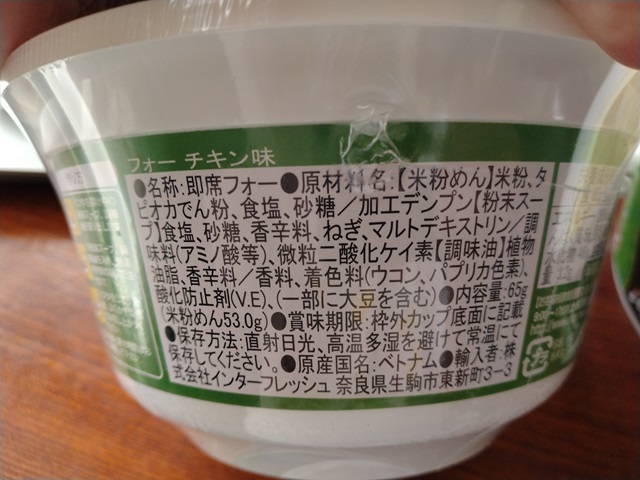 フォー チキン味
●名称:即席フォー●原材料名:【米粉めん】米粉、タ
ピオカでん粉、食塩、砂糖／加工デンプン【粉末スー
プ】食塩、砂糖、香辛料、ねぎ、マルトデキストリン／調
味料(アミノ酸等)、微粒二酸化ケイ素【調味油】植物
油脂、香辛料／香料、着色料(ウコン、パプリカ色素)、
酸化防止剤(V.E)、(一部に大豆を含む)●内容量:65g
(米粉めん53.0g)●賞味期限:枠外カップ底面に記載
●保存方法:直射日光、高温多湿を避けて常温にて
保存してください。●原産国名:ベトナム●輸入者:株
式会社インターフレッシュ 奈良県生駒市東新町3-3